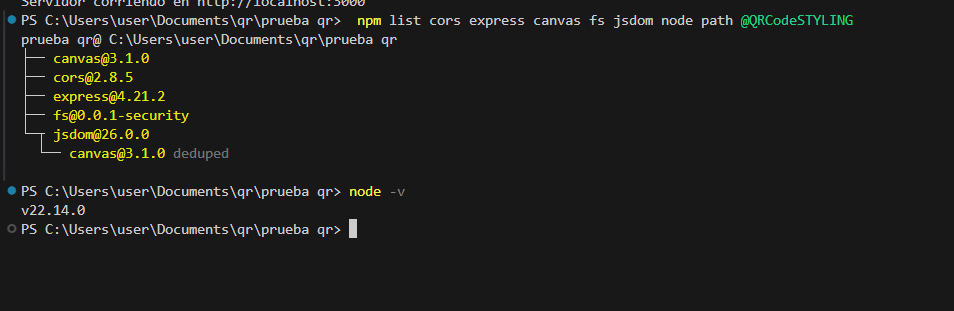 Servidor corriendo en http://localhost:3000
PS C:\Users\user\Documents\qr\prueba qr>  npm list cors express canvas fs jsdom node path @QRCodeSTYLING
prueba qr@ C:\Users\user\Documents\qr\prueba qr
├── canvas@3.1.0
├── cors@2.8.5
├── express@4.21.2
├── fs@0.0.1-security
└─┬ jsdom@26.0.0
  └── canvas@3.1.0 deduped
PS C:\Users\user\Documents\qr\prueba qr> node -v
v22.14.0
PS C:\Users\user\Documents\qr\prueba qr>